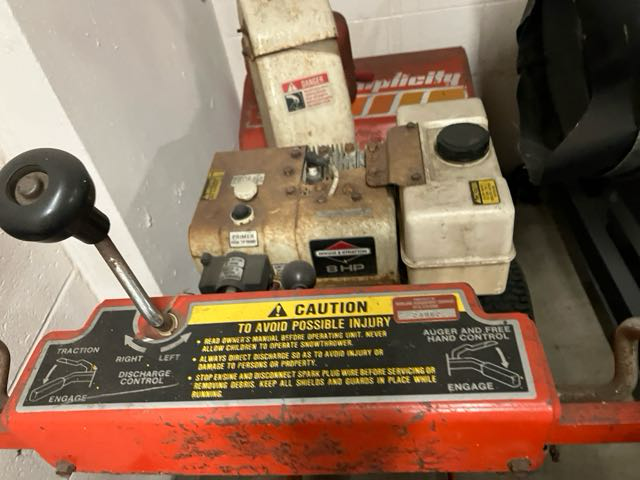 DANGER
Simplicity
PRIMER
BRIGGS & STRATTON
8 HP
CAUTION
TO AVOID POSSIBLE INJURY
• READ OWNER'S MANUAL BEFORE OPERATING UNIT. NEVER
ALLOW CHILDREN TO OPERATE SNOWTHROWER.
• ALWAYS DIRECT DISCHARGE SO AS TO AVOID INJURY OR
DAMAGE TO PERSONS OR PROPERTY.
• STOP ENGINE AND DISCONNECT SPARK PLUG WIRE BEFORE SERVICING OR
REMOVING DEBRIS. KEEP ALL SHIELDS AND GUARDS IN PLACE WHILE
RUNNING.
TRACTION
ENGAGE
RIGHT LEFT
DISCHARGE
CONTROL
AUGER AND FREE
HAND CONTROL
ENGAGE